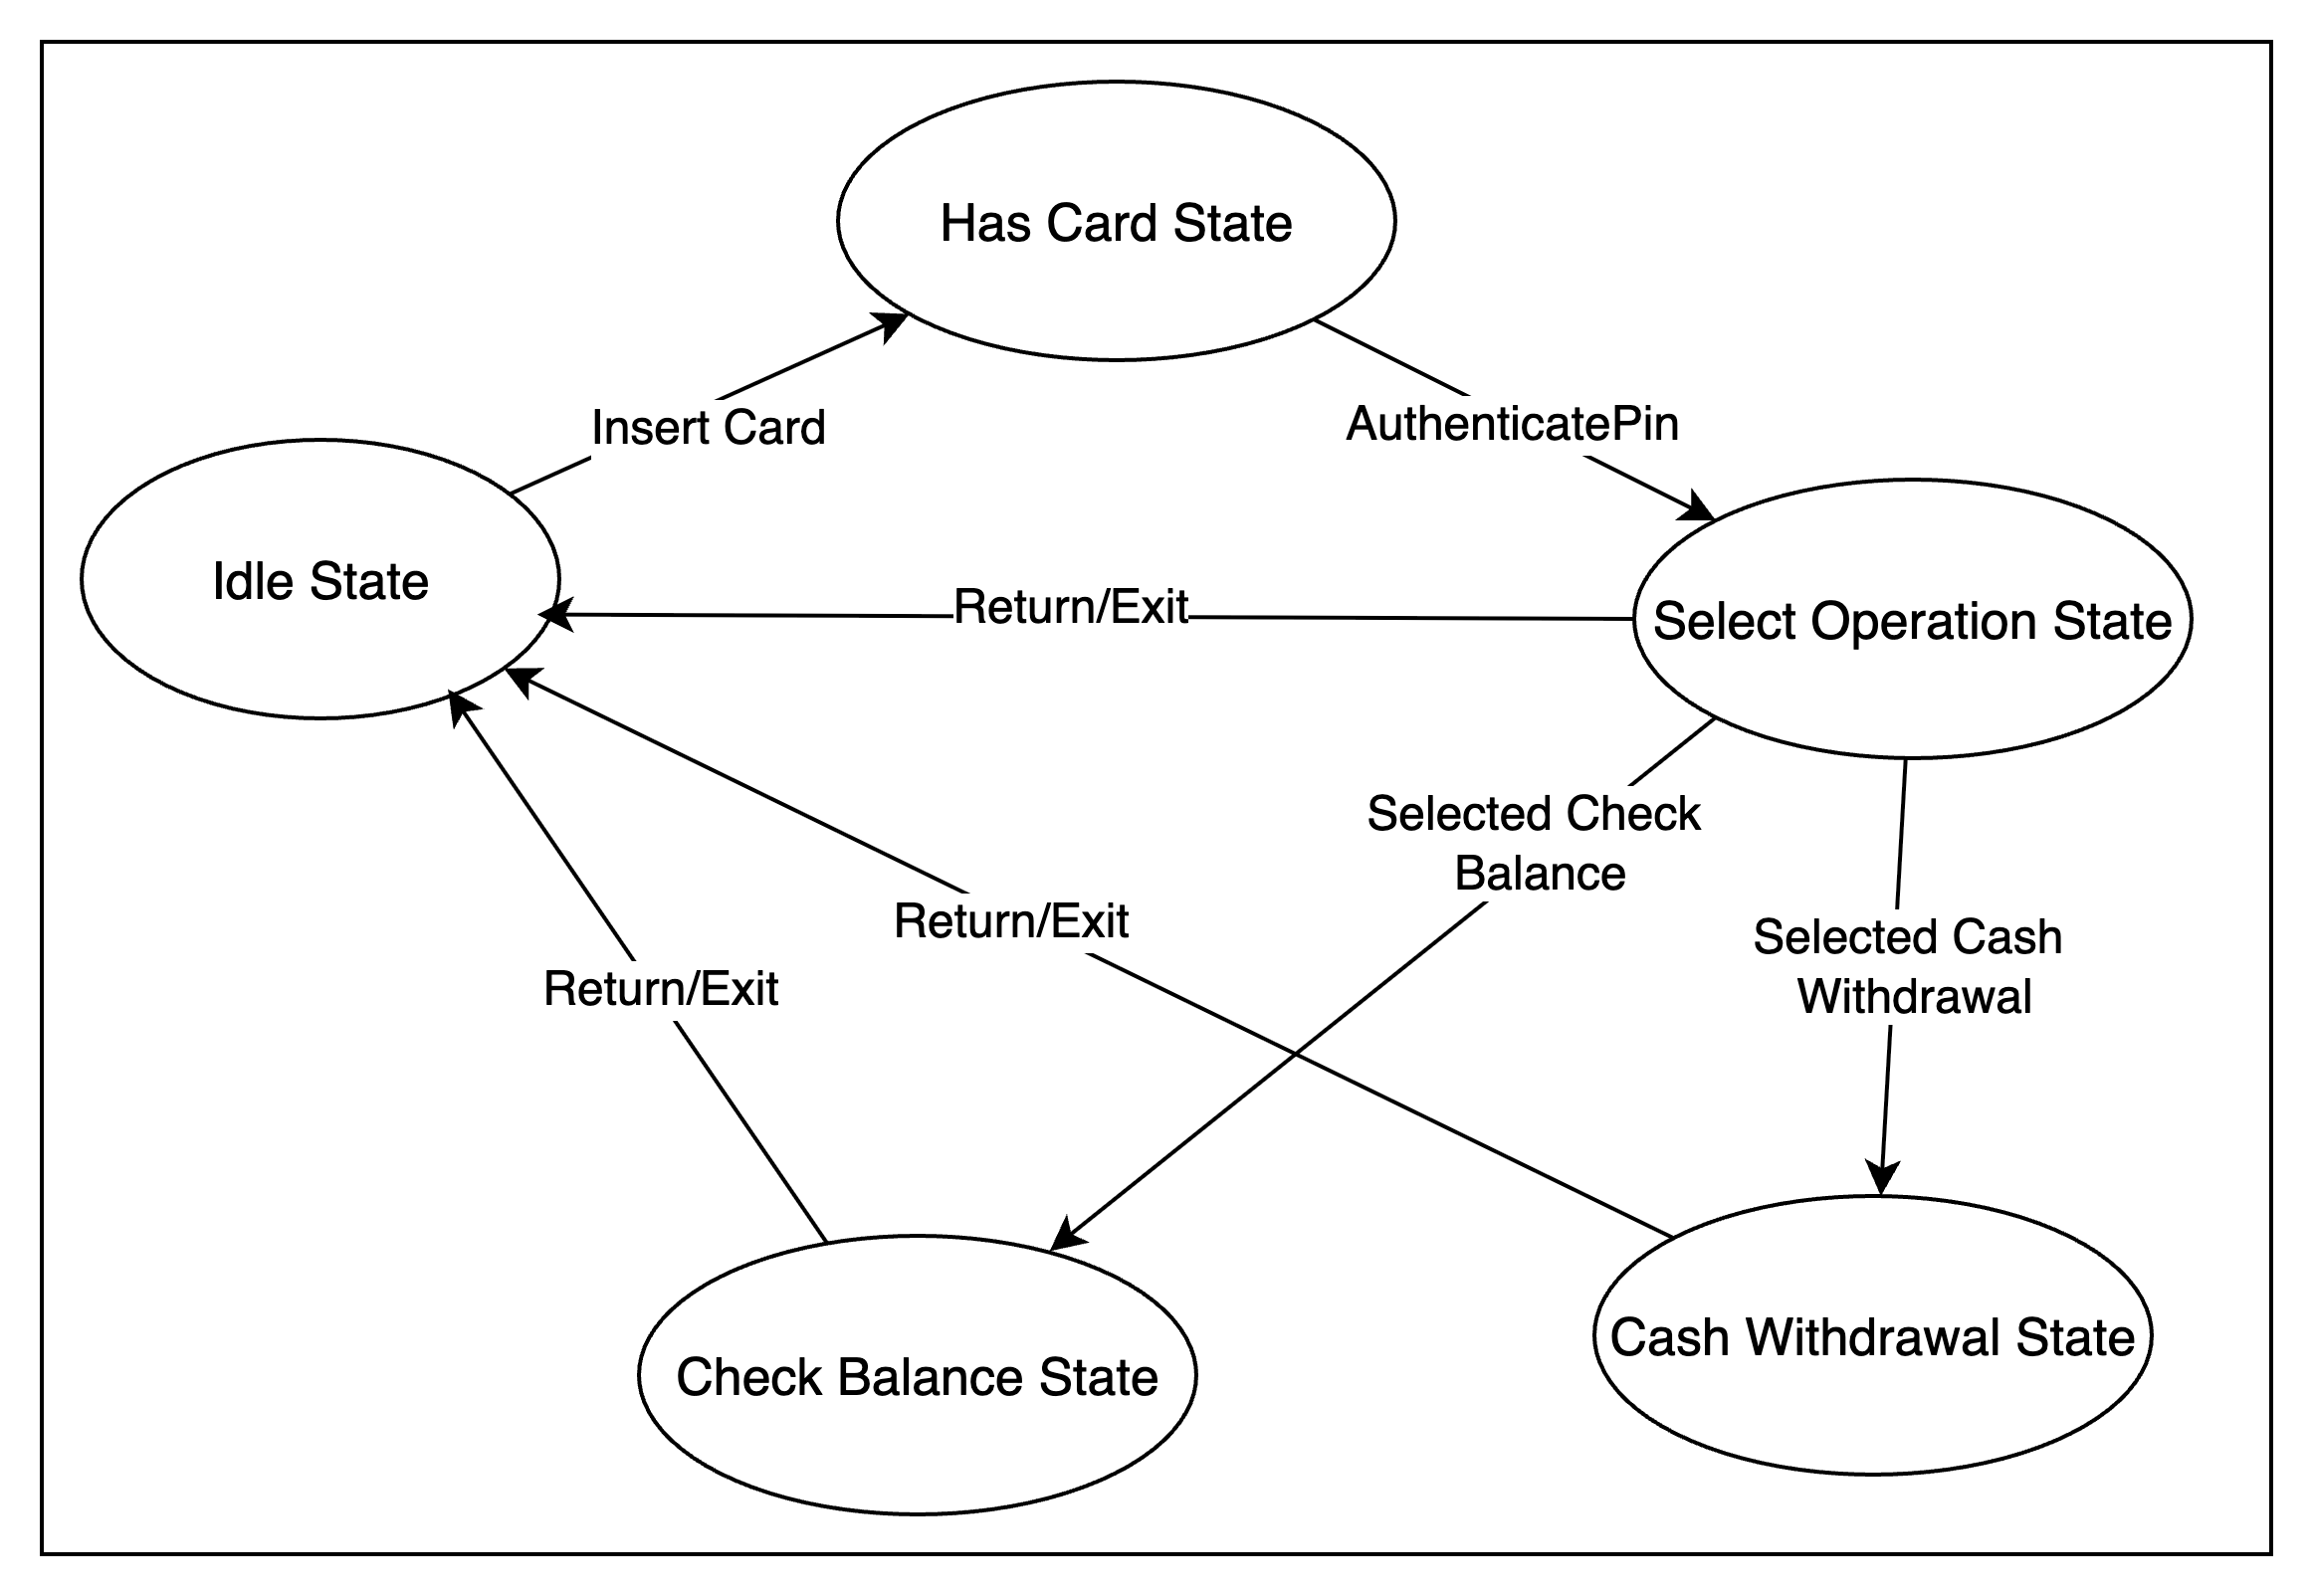 Has Card State
Insert Card
AuthenticatePin
Idle State
Return/Exit
Select Operation State
Selected Check
Balance
Return/Exit
Selected Cash
Withdrawal
Return/Exit
Cash Withdrawal State
Check Balance State